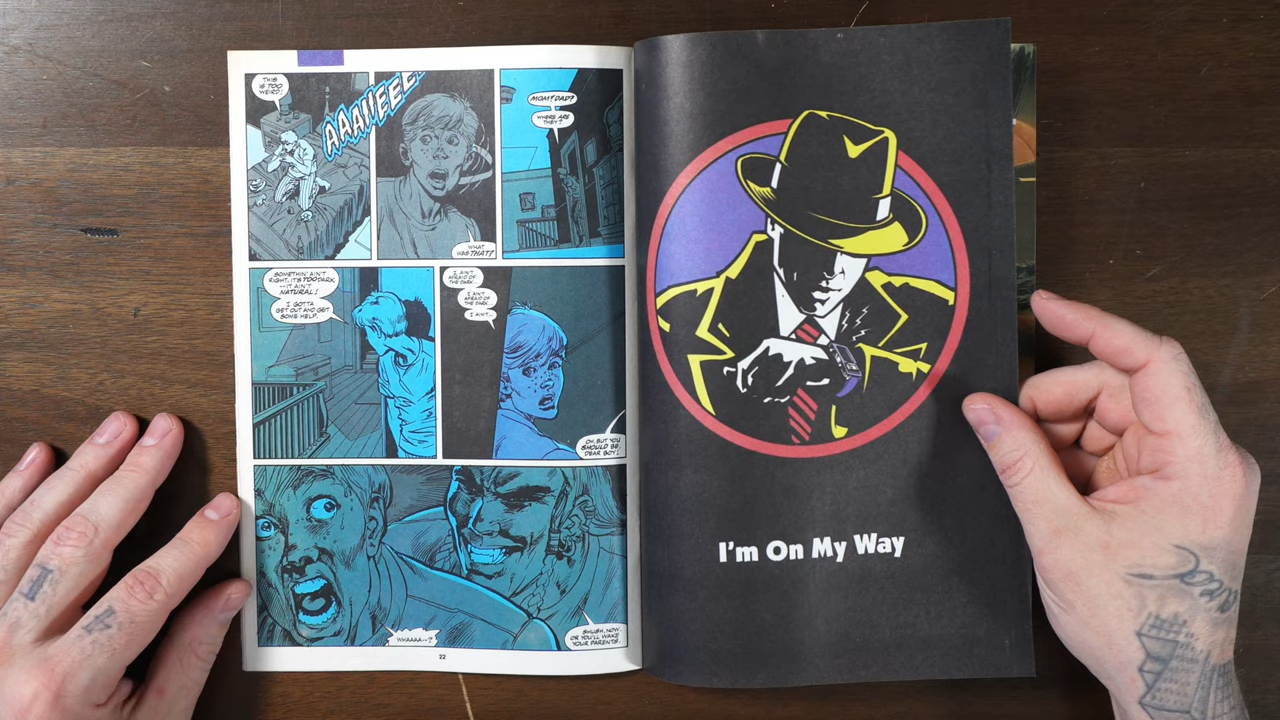 THIS
IS TOO
WEIRD!
AAAIIEEE
WHAT
WAS THAT?
MOM? DAD?
WHERE ARE
THEY?
SOMETHIN' AIN'T
RIGHT. IT'S TOO DARK
--IT AIN'T
NATURAL!
I GOTTA
GET OUT AND GET
SOME HELP.
I AIN'T
AFRAID OF
THE DARK...
I AIN'T
AFRAID OF
THE DARK...
I AIN'T...
OH, BUT YOU
SHOULD BE,
DEAR BOY!
WHAAAA--?
SHUSH, NOW.
OR YOU'LL WAKE
YOUR PARENTS.
22
I'm On My Way